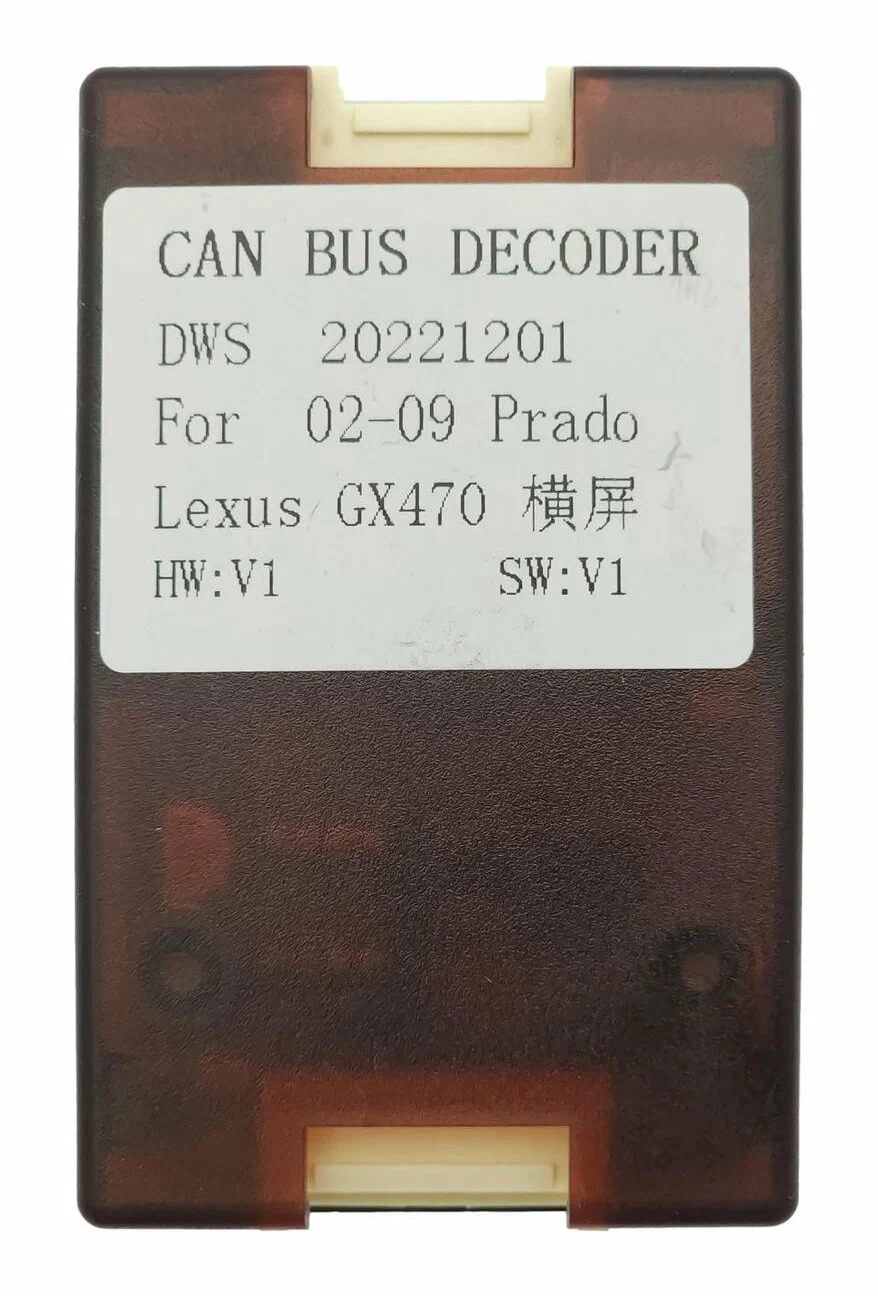 CAN BUS DECODER
DWS 20221201
For 02-09 Prado
Lexus GX470 横屏
HW:V1 SW:V1